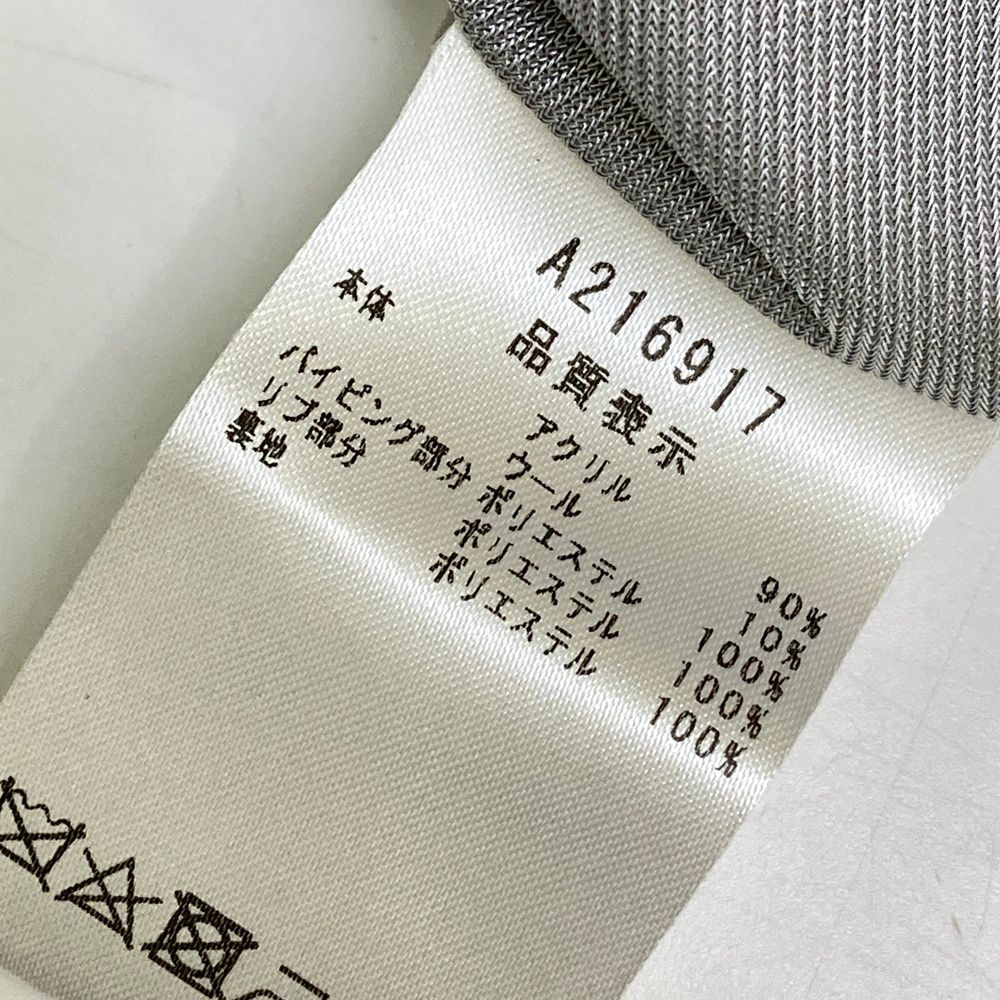 A216917
品質表示
本体 アクリル 90%
ウール 10%
パイピング部分 ポリエステル 100%
リブ部分 ポリエステル 100%
裏地 ポリエステル 100%